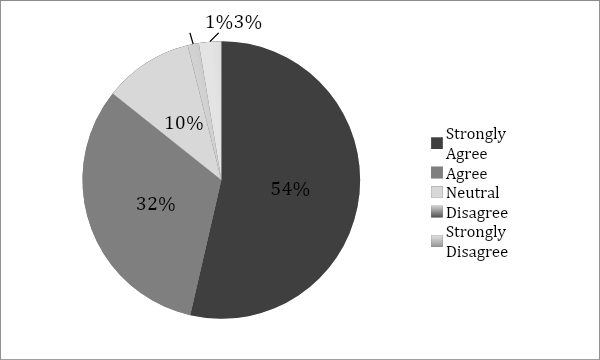 1%3%
10%
32%
54%
Strongly
Agree
Agree
Neutral
Disagree
Strongly
Disagree